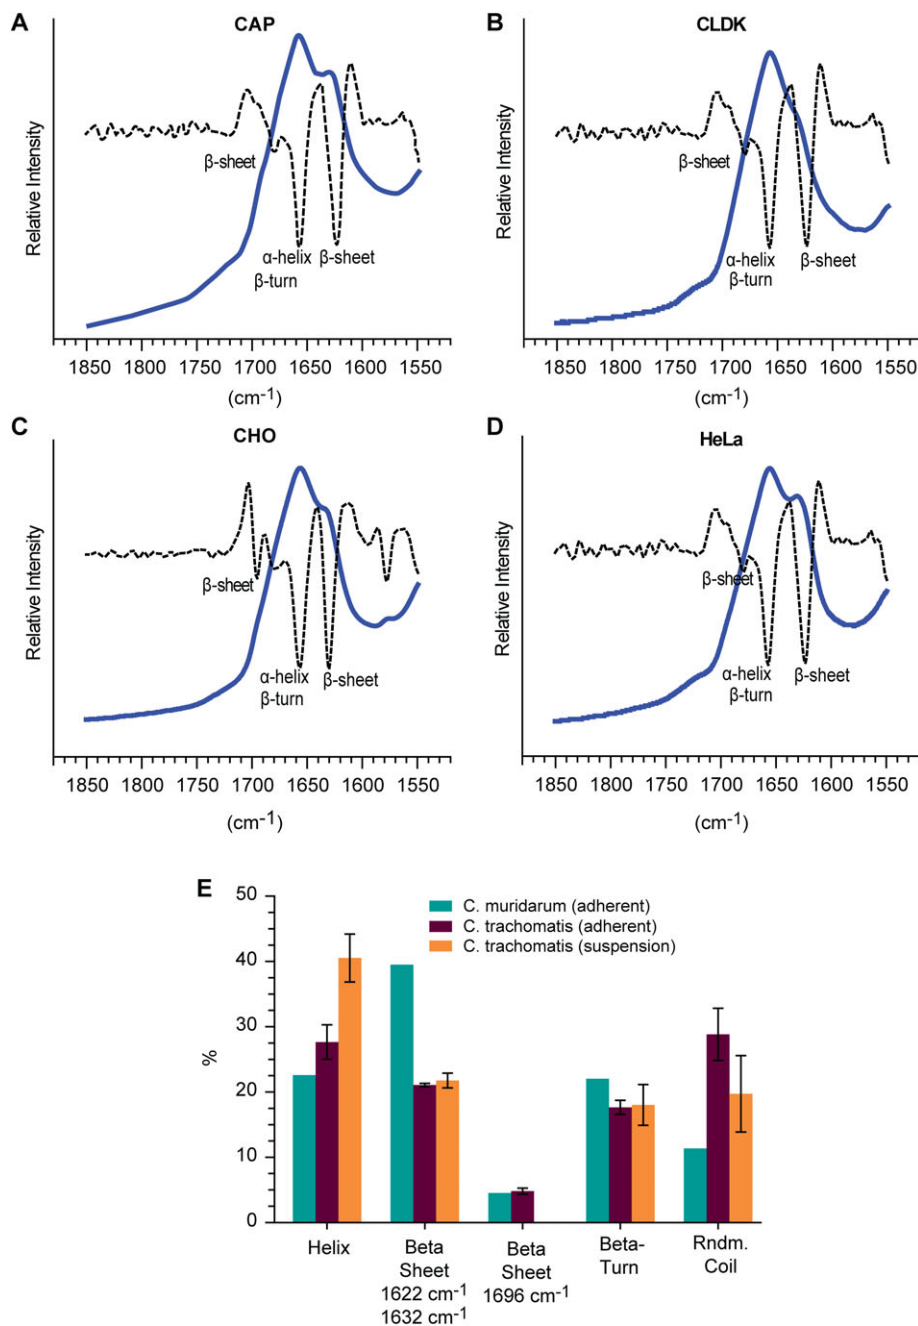 A
CAP
Relative Intensity
β-sheet
α-helix
β-turn
β-sheet
1850 1800 1750 1700 1650 1600 1550
(cm-1)
B
CLDK
Relative Intensity
β-sheet
α-helix
β-turn
β-sheet
1850 1800 1750 1700 1650 1600 1550
(cm-1)
C
CHO
Relative Intensity
β-sheet
α-helix
β-turn
β-sheet
1850 1800 1750 1700 1650 1600 1550
(cm-1)
D
HeLa
Relative Intensity
β-sheet
α-helix
β-turn
β-sheet
1850 1800 1750 1700 1650 1600 1550
(cm-1)
E
50
40
30
20
10
0
%
C. muridarum (adherent)
C. trachomatis (adherent)
C. trachomatis (suspension)
Helix
Beta
Sheet
1622 cm-1
1632 cm-1
Beta
Sheet
1696 cm-1
Beta-
Turn
Rndm.
Coil